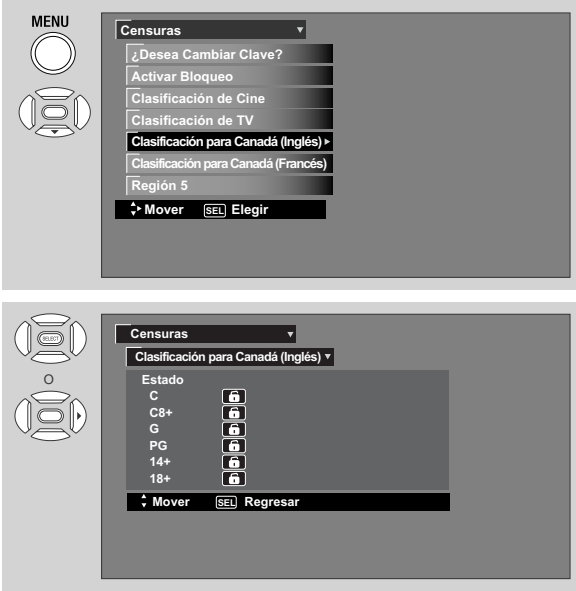 MENU
Censuras
¿Desea Cambiar Clave?
Activar Bloqueo
Clasificación de Cine
Clasificación de TV
Clasificación para Canadá (Inglés)
Clasificación para Canadá (Francés)
Región 5
Mover SEL Elegir
SELECT
O
Censuras
Clasificación para Canadá (Inglés)
Estado
C
C8+
G
PG
14+
18+
Mover SEL Regresar